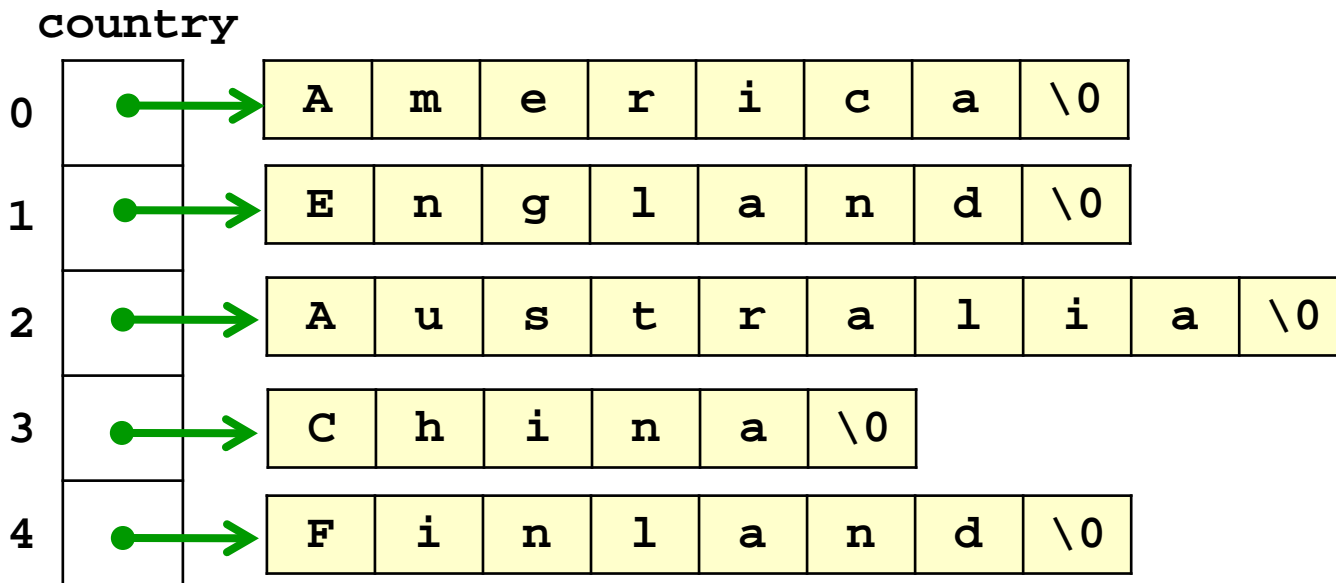 country
0 A m e r i c a \0
1 E n g l a n d \0
2 A u s t r a l i a \0
3 C h i n a \0
4 F i n l a n d \0